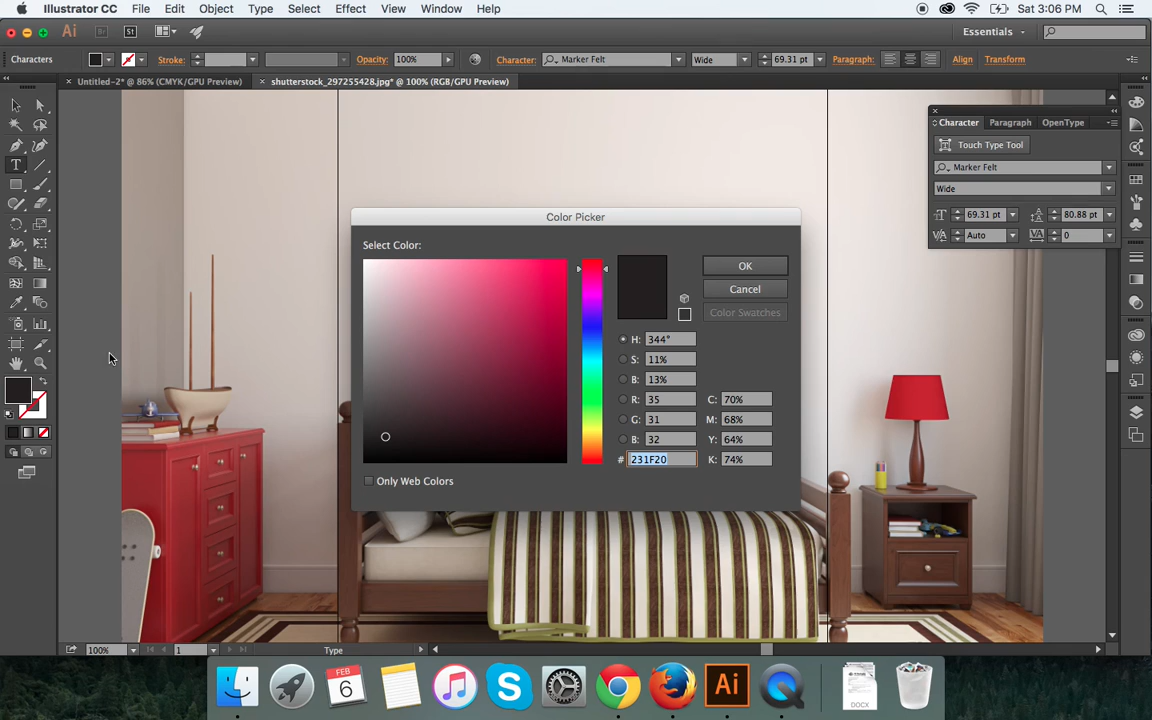 Illustrator CC File Edit Object Type Select Effect View Window Help Sat 3:06 PM
Ai St Essentials
Characters Stroke: Opacity: 100% Character: Marker Felt Wide 69.31 pt Paragraph: Align Transform
× Untitled-2* @ 86% (CMYK/GPU Preview) × shutterstock_297255428.jpg* @ 100% (RGB/GPU Preview)
Character Paragraph OpenType
Touch Type Tool
Marker Felt
Wide
69.31 pt 80.88 pt
Auto 0
Color Picker
Select Color:
OK
Cancel
Color Swatches
H: 344°
S: 11%
B: 13%
R: 35 C: 70%
G: 31 M: 68%
B: 32 Y: 64%
# 231F20 K: 74%
Only Web Colors
100% 1 Type
FEB
6
S
Ai
DOCX